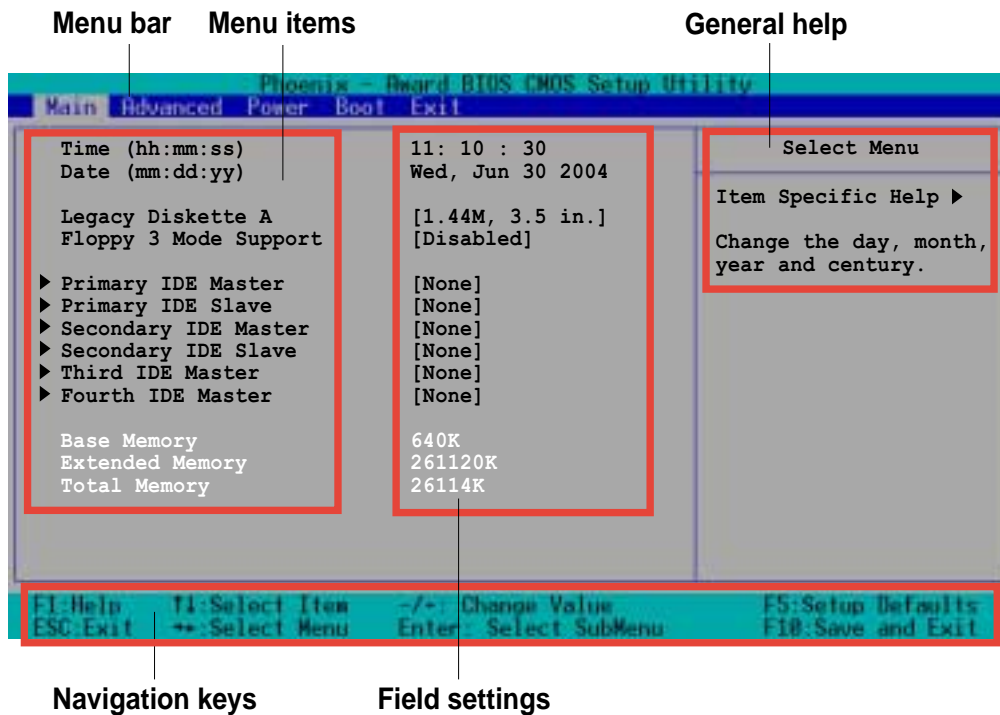 Menu bar Menu items General help
Phoenix - Award BIOS CMOS Setup Utility
Main Advanced Power Boot Exit
Time (hh:mm:ss) 11: 10 : 30
Date (mm:dd:yy) Wed, Jun 30 2004
Legacy Diskette A [1.44M, 3.5 in.]
Floppy 3 Mode Support [Disabled]
▶ Primary IDE Master [None]
▶ Primary IDE Slave [None]
▶ Secondary IDE Master [None]
▶ Secondary IDE Slave [None]
▶ Third IDE Master [None]
▶ Fourth IDE Master [None]
Base Memory 640K
Extended Memory 261120K
Total Memory 26114K
Select Menu
Item Specific Help ▶
Change the day, month,
year and century.
F1:Help ↑↓:Select Item -/+: Change Value F5:Setup Defaults
ESC:Exit ↔:Select Menu Enter: Select SubMenu F10:Save and Exit
Navigation keys Field settings